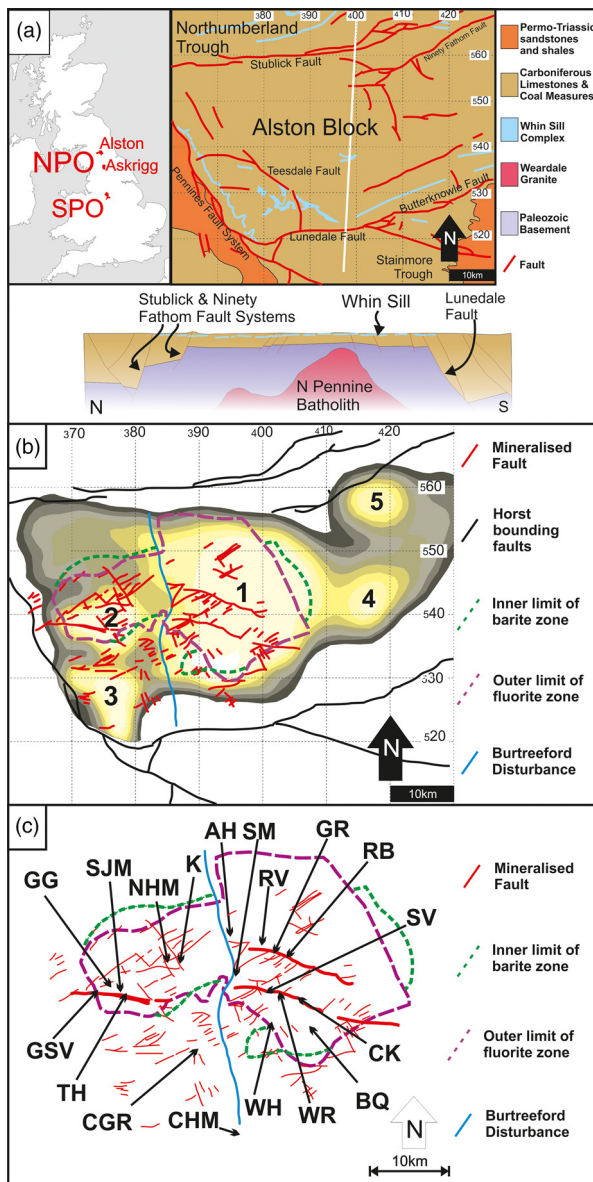 (a)
NPO
Alston
Askrigg
SPO
380
390
400
410
420
Northumberland
Trough
Stublick Fault
Ninety Fathom Fault
560
550
540
530
520
Alston Block
Teesdale Fault
Pennines Fault System
Butterknowle Fault
Lunedale Fault
Stainmore
Trough
N
10km
Permo-Triassic
sandstones
and shales
Carboniferous
Limestones &
Coal Measures
Whin Sill
Complex
Weardale
Granite
Paleozoic
Basement
Fault
Stublick & Ninety
Fathom Fault Systems
Whin Sill
Lunedale
Fault
N Pennine
Batholith
N
S
(b)
370
380
390
400
420
560
550
540
530
520
1
2
3
4
5
N
10km
Mineralised
Fault
Horst
bounding
faults
Inner limit of
barite zone
Outer limit of
fluorite zone
Burtreeford
Disturbance
(c)
GG
SJM
NHM
K
AH
SM
RV
GR
RB
SV
GSV
TH
CGR
CHM
WH
WR
BQ
CK
N
10km
Mineralised
Fault
Inner limit of
barite zone
Outer limit of
fluorite zone
Burtreeford
Disturbance